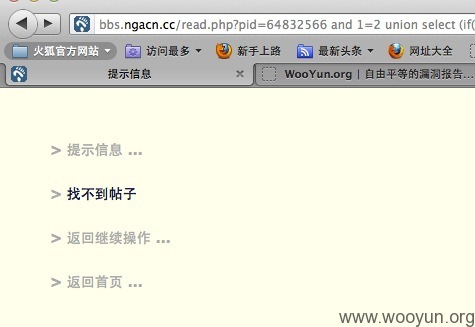 bbs.ngacn.cc/read.php?pid=64832566 and 1=2 union select (if(
火狐官方网站 访问最多 新手上路 最新头条 网址大全
提示信息 WooYun.org | 自由平等的漏洞报告...
> 提示信息 ...
> 找不到帖子
> 返回继续操作 ...
> 返回首页 ...
www.wooyun.org